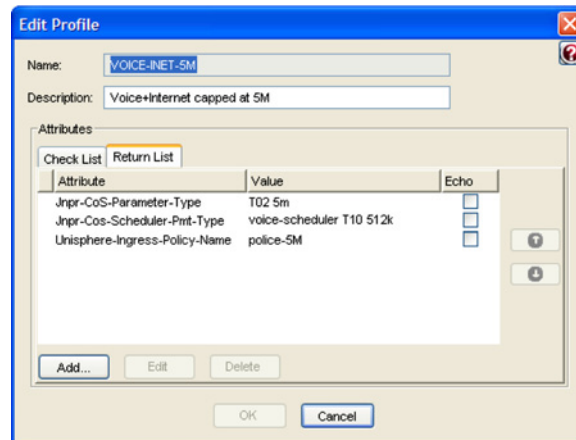 Edit Profile
Name: VOICE-INET-5M
Description: Voice+Internet capped at 5M
Attributes
Check List Return List
Attribute Value Echo
Jnpr-CoS-Parameter-Type T02 5m
Jnpr-Cos-Scheduler-Pmt-Type voice-scheduler T10 512k
Unisphere-Ingress-Policy-Name police-5M
Add... Edit Delete
OK Cancel